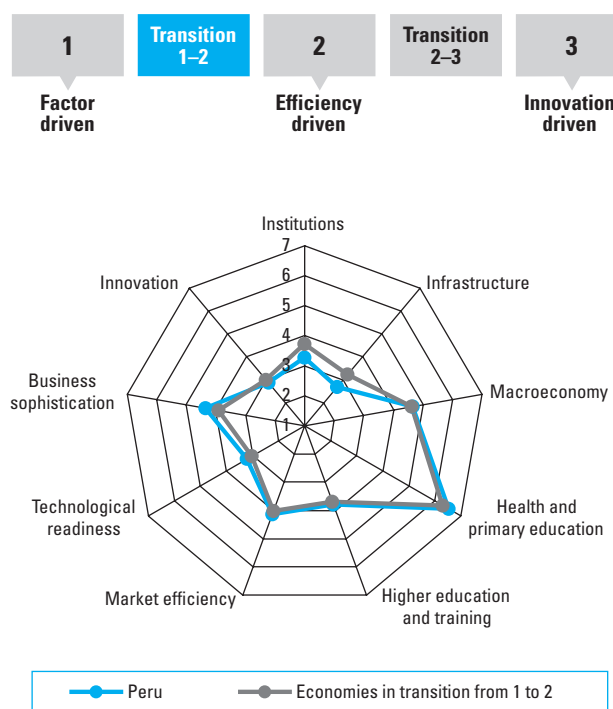 1
Transition
1–2
2
Transition
2–3
3
Factor
driven
Efficiency
driven
Innovation
driven
Institutions
7
6
5
4
3
2
1
Innovation
Infrastructure
Business
sophistication
Macroeconomy
Technological
readiness
Health and
primary education
Market efficiency
Higher education
and training
Peru
Economies in transition from 1 to 2